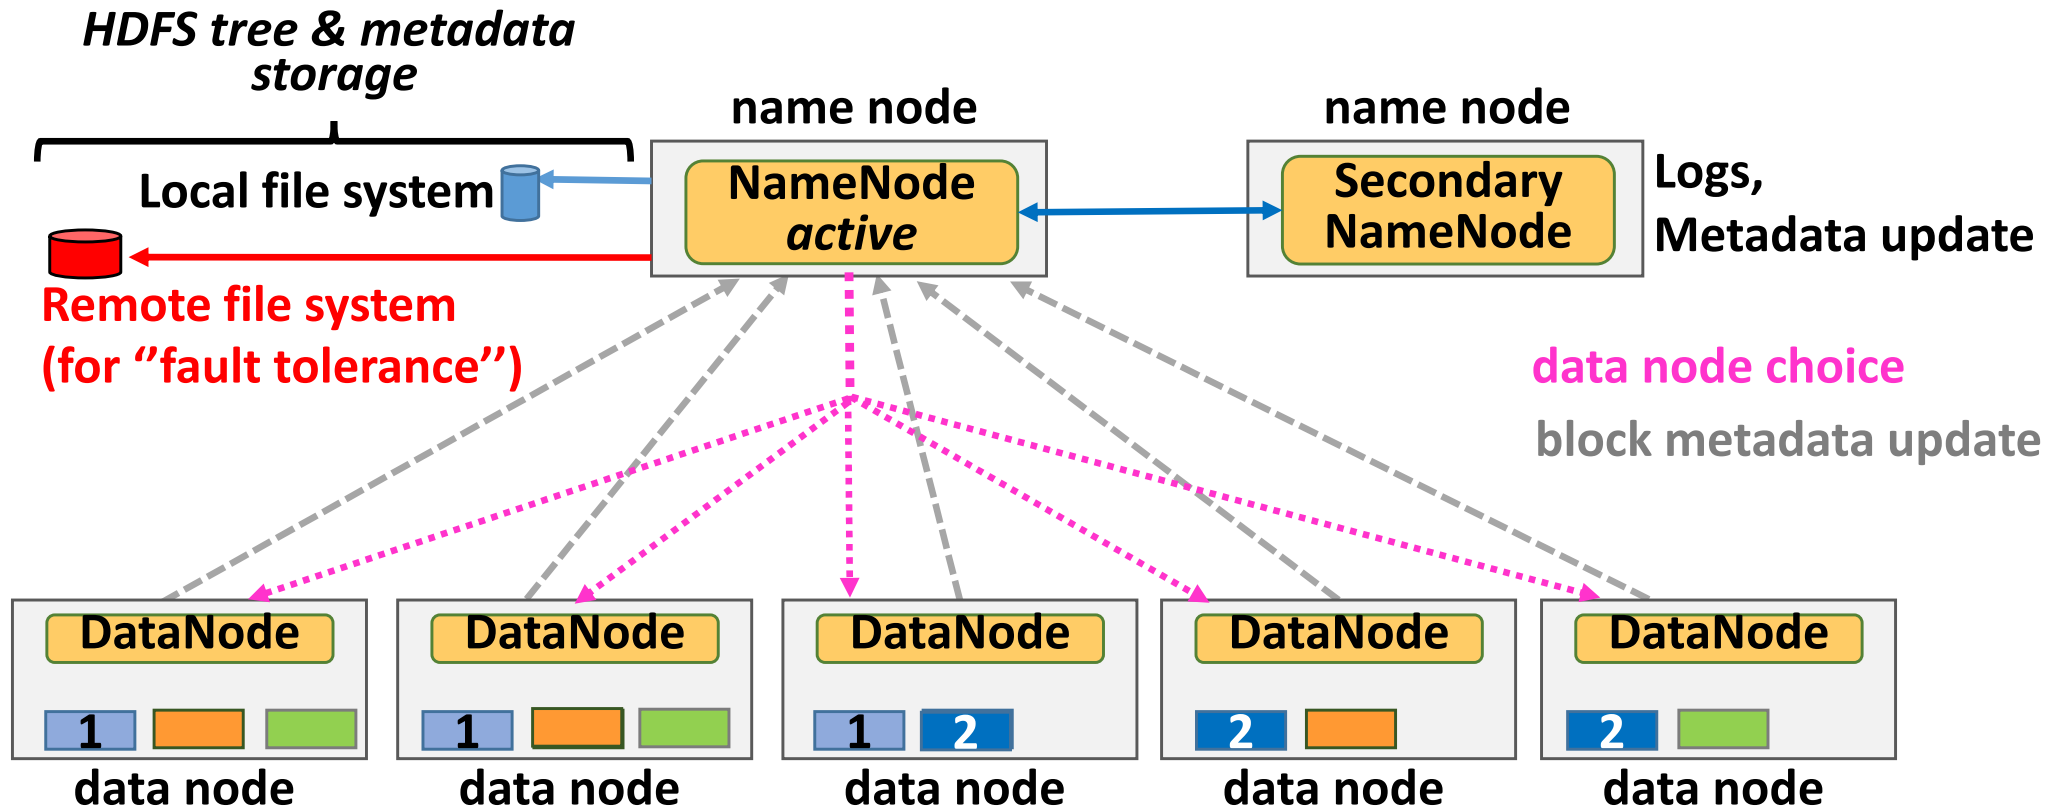 HDFS tree & metadata
storage
name node
name node
Local file system
NameNode
active
Secondary
NameNode
Logs,
Metadata update
Remote file system
(for ‘’fault tolerance’’)
data node choice
block metadata update
DataNode
DataNode
DataNode
DataNode
DataNode
1
1
1 2
2
2
data node
data node
data node
data node
data node